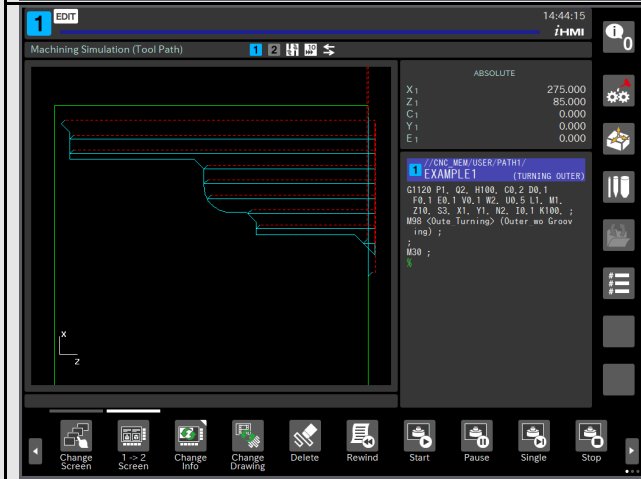 1 EDIT
14:44:15
iHMI
Machining Simulation (Tool Path)
1 2
0
ABSOLUTE
X1 275.000
Z1 85.000
C1 0.000
Y1 0.000
E1 0.000
//CNC_MEM/USER/PATH1/
1 EXAMPLE1 (TURNING OUTER)
G1120 P1. Q2. H100. C0.2 D0.1
F0.1 E0.1 V0.1 W2. U0.5 L1. M1.
Z10. S3. X1. Y1. N2. I0.1 K100. ;
M98 <Oute Turning> (Outer wo Groov
ing) ;
;
M30 ;
%
X
Z
Change Screen
1 -> 2 Screen
Change Info
Change Drawing
Delete
Rewind
Start
Pause
Single
Stop